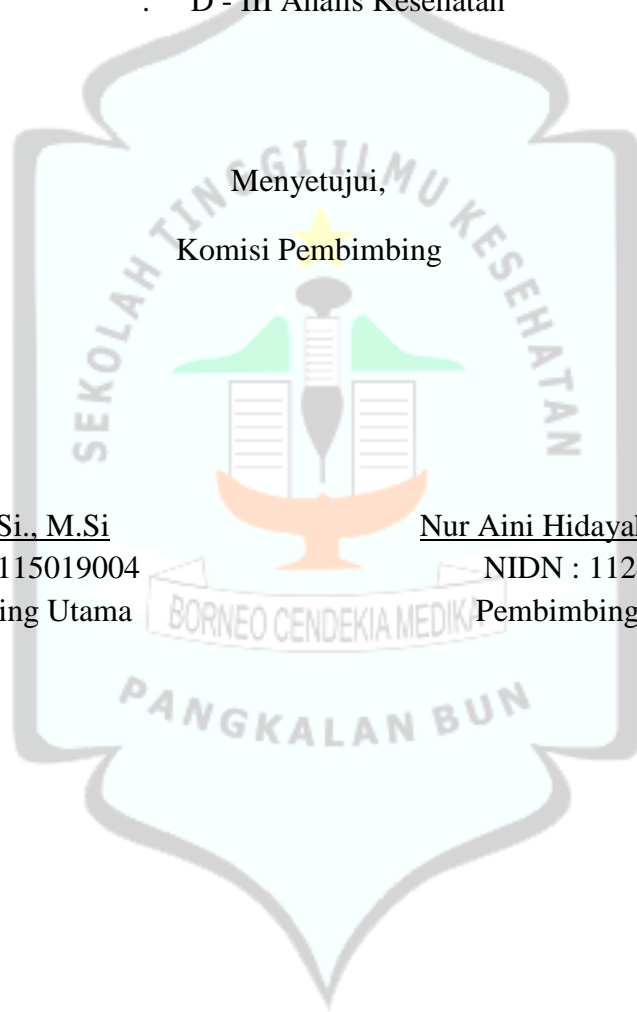 : D - III Analis Kesehatan
Menyetujui,
Komisi Pembimbing
SEKOLAH TINGGI ILMU KESEHATAN
Si., M.Si
Nur Aini Hidayah
115019004
NIDN : 112
ing Utama
Pembimbing
BORNEO CENDEKIA MEDIKA
PANGKALAN BUN